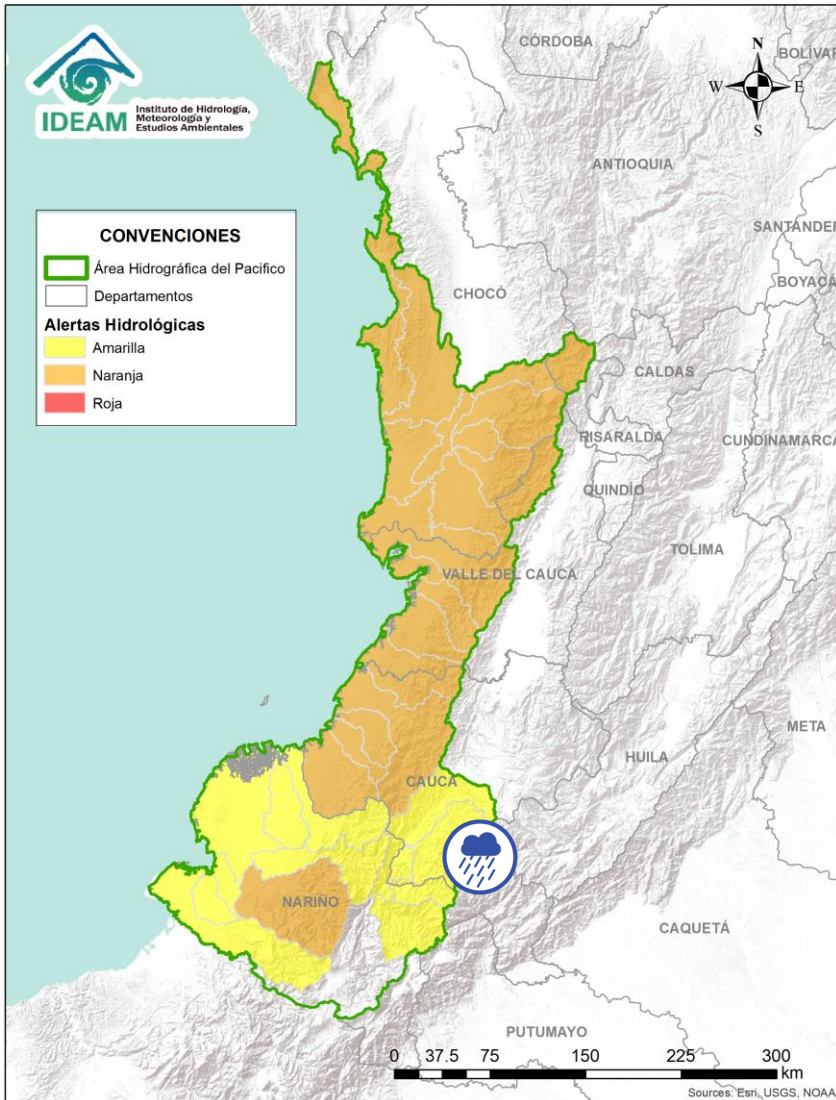 IDEAM
Instituto de Hidrología,
Meteorología y
Estudios Ambientales
CÓRDOBA
BOLÍVAR
N
W
E
S
ANTIOQUIA
SANTANDER
BOYACÁ
CHOCÓ
CONVENCIONES
Área Hidrográfica del Pacifico
Departamentos
Alertas Hidrológicas
Amarilla
Naranja
Roja
CALDAS
RISARALDA
CUNDINAMARCA
QUINDÍO
TOLIMA
VALLE DEL CAUCA
META
HUILA
CAUCA
NARIÑO
CAQUETÁ
PUTUMAYO
0 37.5 75 150 225 300
km
Sources: Esri, USGS, NOAA